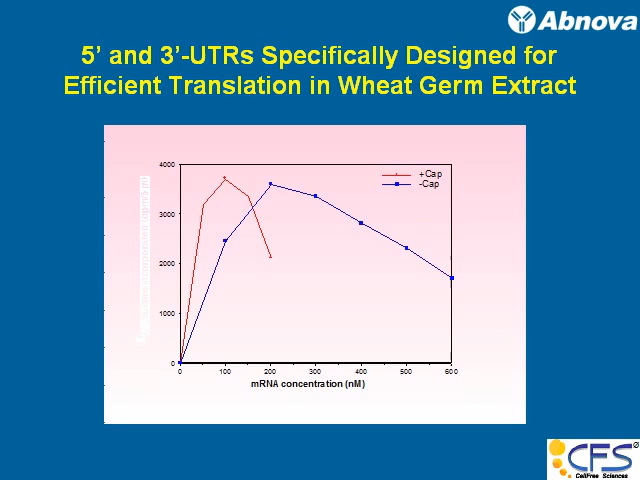 Abnova
5’ and 3’-UTRs Specifically Designed for
Efficient Translation in Wheat Germ Extract
4000
3000
2000
1000
0
+Cap
-Cap
0 100 200 300 400 500 600
mRNA concentration (nM)
CFS
CellFree Sciences